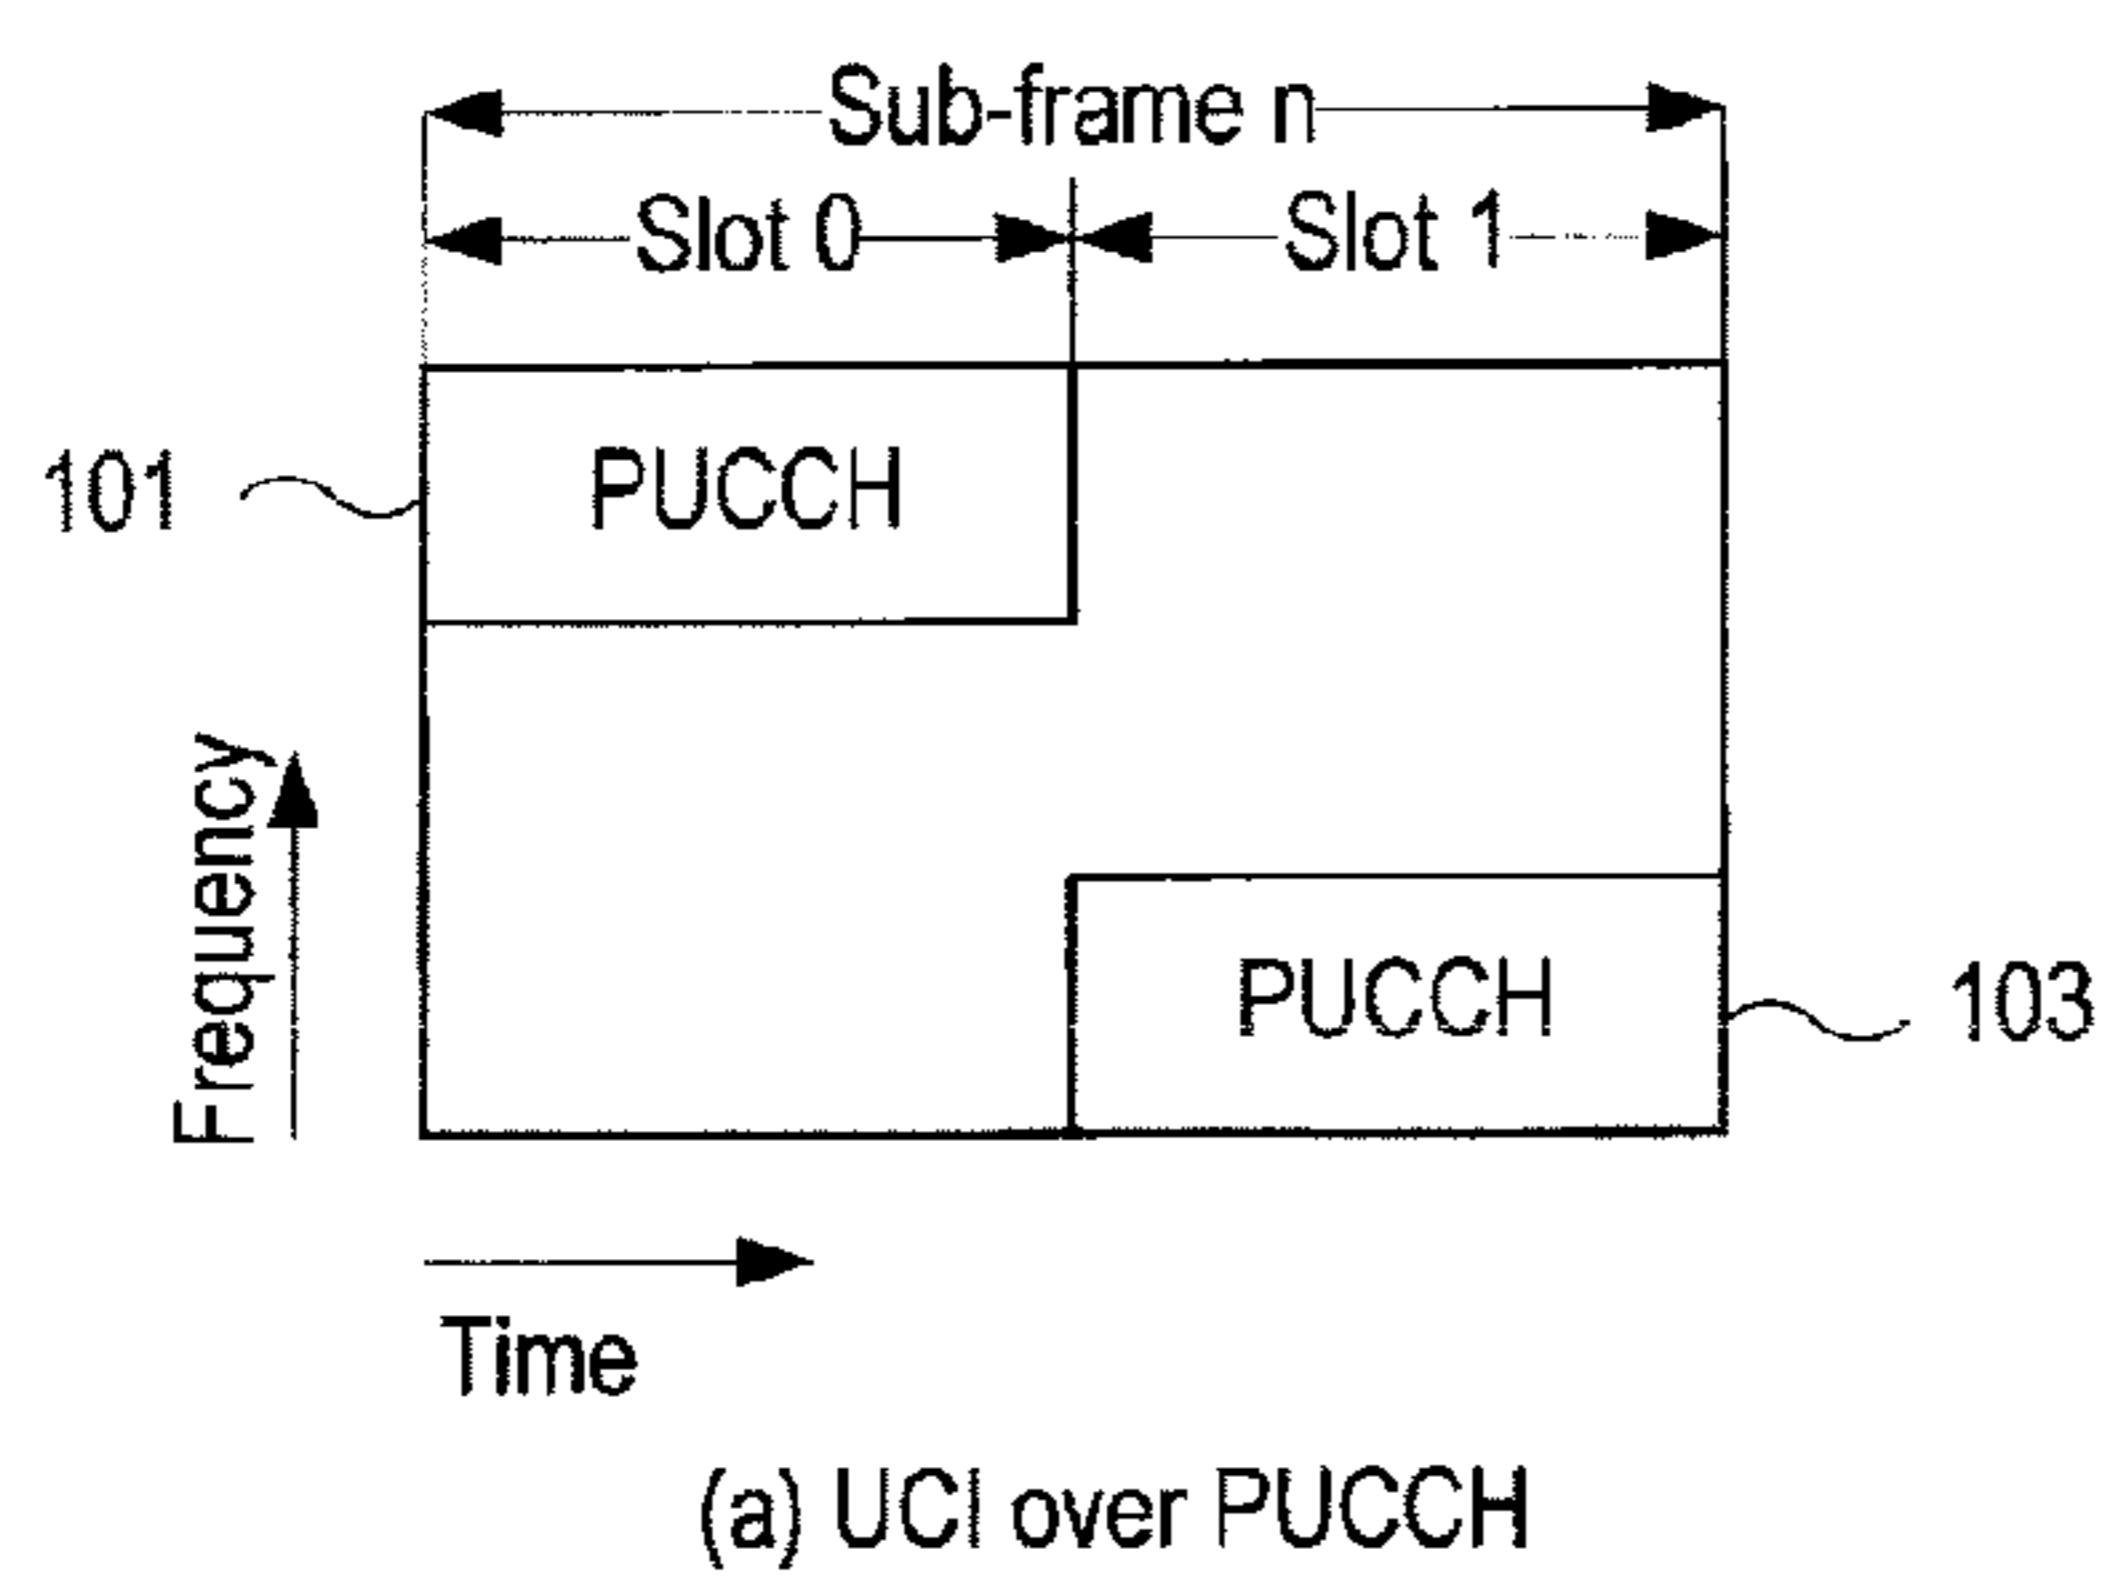 Sub-frame n
Slot 0 Slot 1
101 PUCCH
Frequency
PUCCH 103
Time
(a) UCI over PUCCH